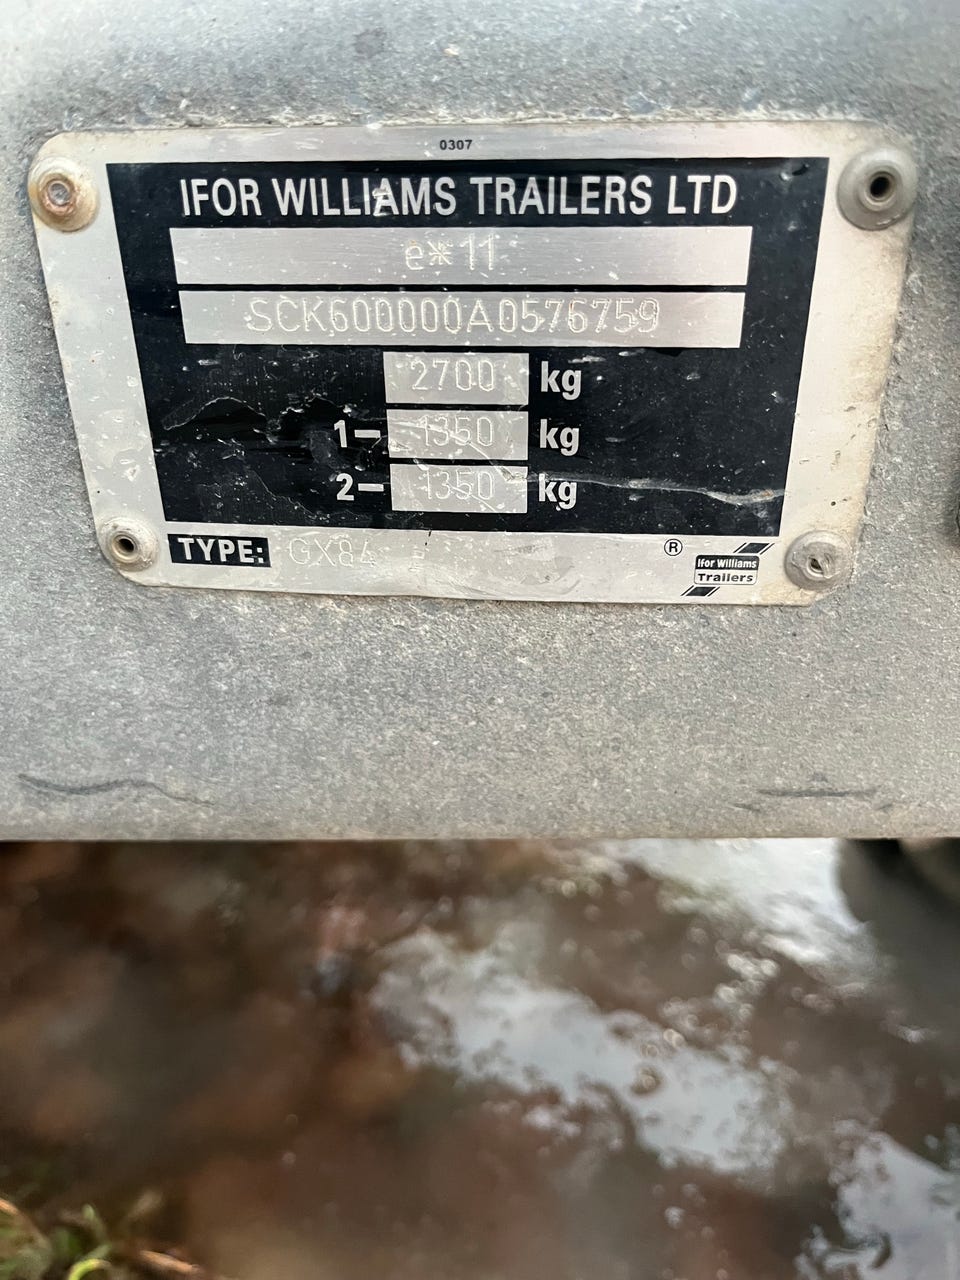 0307
IFOR WILLIAMS TRAILERS LTD
e*11
SCK600000A0576759
2700 kg
1- 1350 kg
2- 1350 kg
TYPE: GX84
®
Ifor Williams
Trailers